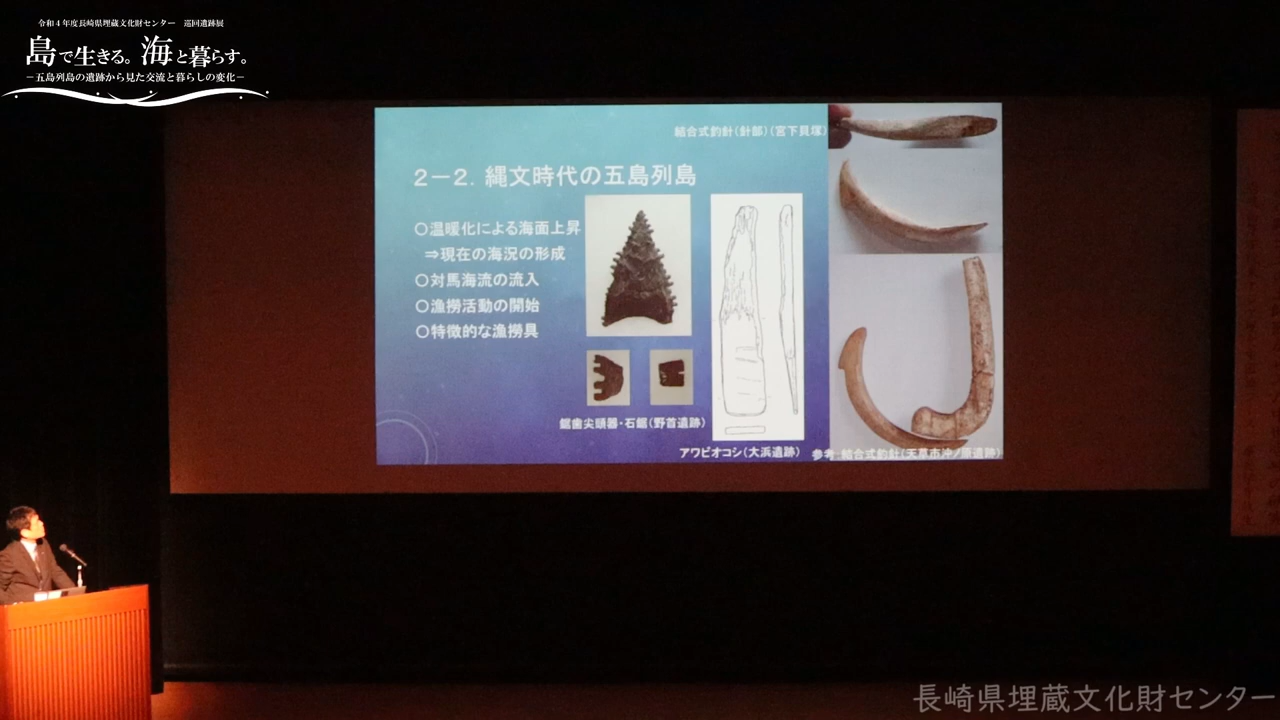 令和4年度長崎県埋蔵文化財センター 巡回遺跡展
島で生きる。海と暮らす。
－五島列島の遺跡から見た交流と暮らしの変化－
結合式釣針(針部)(宮下貝塚)
２－２．縄文時代の五島列島
○温暖化による海面上昇
⇒現在の海況の形成
○対馬海流の流入
○漁撈活動の開始
○特徴的な漁撈具
鋸歯尖頭器・石鋸(野首遺跡)
アワビオコシ(大浜遺跡)
参考・結合式釣針(天草市沖ノ原遺跡)
長崎県埋蔵文化財センター